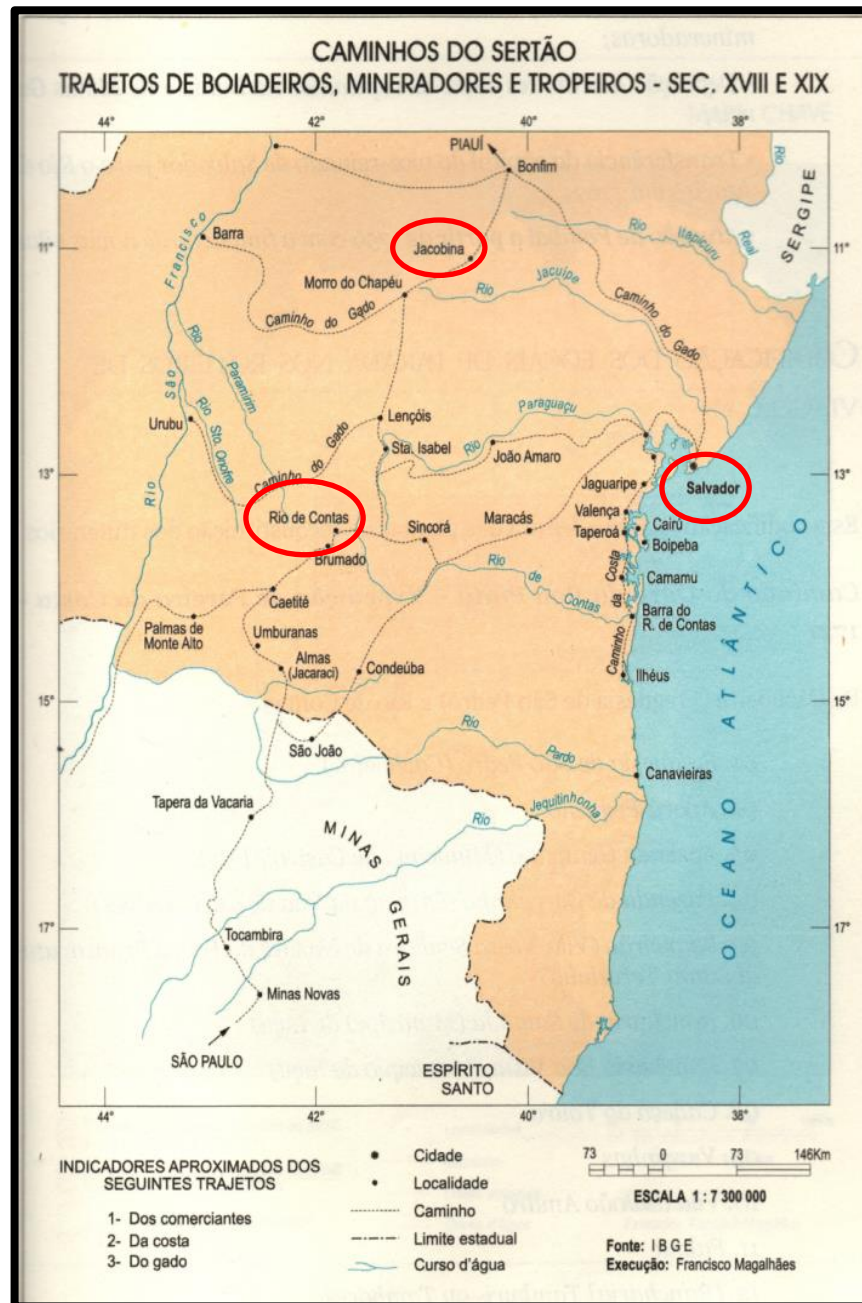 mineradoras;
CAMINHOS DO SERTÃO
TRAJETOS DE BOIADEIROS, MINERADORES E TROPEIROS - SEC. XVIII E XIX
44°
42°
40°
38°
PIAUÍ
Bonfim
Rio
Real
SERGIPE
Rio Itapicuru
Barra
Jacobina
11°
11°
Morro do Chapéu
Rio Jacuípe
Caminho do Gado
Caminho do Gado
Rio São Francisco
Rio Paramirim
Rio Sto. Onofre
Urubu
Lençóis
Caminho do Gado
Sta. Isabel
Rio Paraguaçu
João Amaro
13°
13°
Jaguaripe
Salvador
Rio de Contas
Sincorá
Maracás
Valença
Taperoá
Cairú
Boipeba
Brumado
Rio de Contas
Caminho da Costa
Camamu
Caetité
Barra do
R. de Contas
Palmas de
Monte Alto
Umburanas
Almas
(Jacaraci)
Condeúba
Ilhéus
15°
15°
São João
Rio Pardo
Canavieiras
Tapera da Vacaria
Rio Jequitinhonha
MINAS GERAIS
OCEANO ATLÂNTICO
17°
17°
Tocambira
Minas Novas
SÃO PAULO
ESPÍRITO
SANTO
44°
42°
40°
38°
INDICADORES APROXIMADOS DOS
SEGUINTES TRAJETOS
1- Dos comerciantes
2- Da costa
3- Do gado
Cidade
Localidade
Caminho
Limite estadual
Curso d'água
73 0 73 146Km
ESCALA 1 : 7 300 000
Fonte: IBGE
Execução: Francisco Magalhães